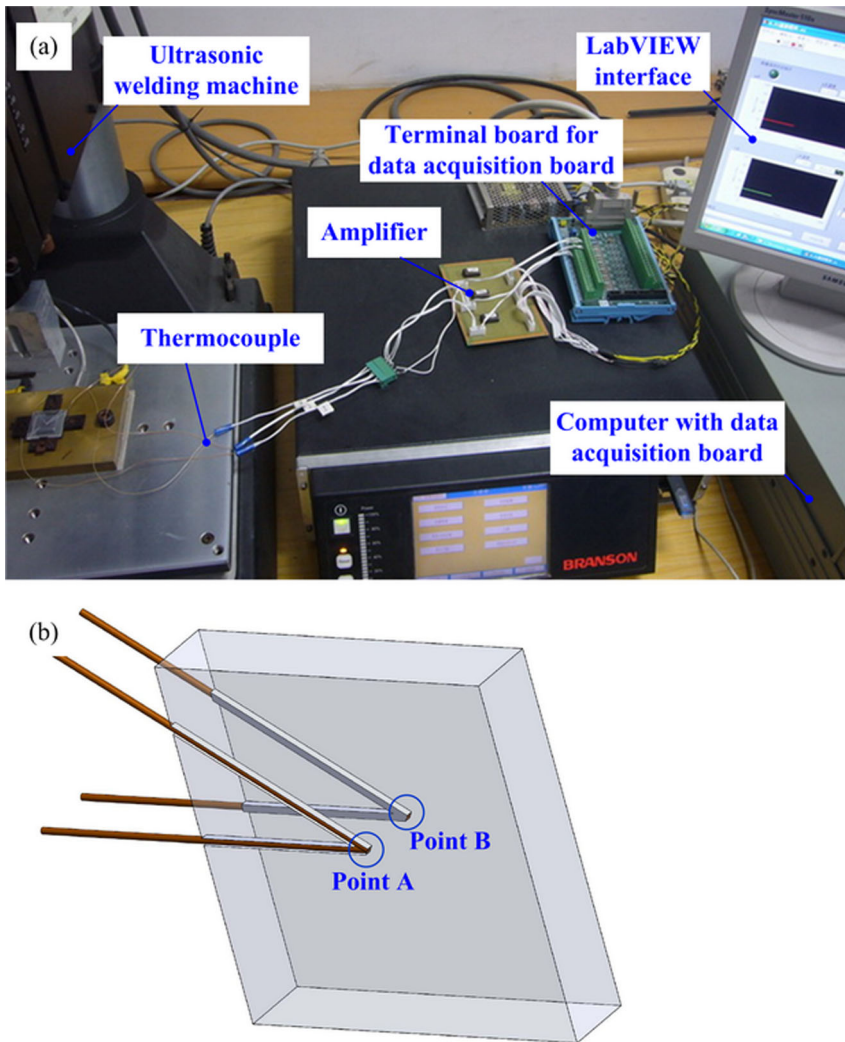 (a)
Ultrasonic
welding machine
LabVIEW
interface
Terminal board for
data acquisition board
Amplifier
Thermocouple
Computer with data
acquisition board
Power
BRANSON
(b)
Point B
Point A